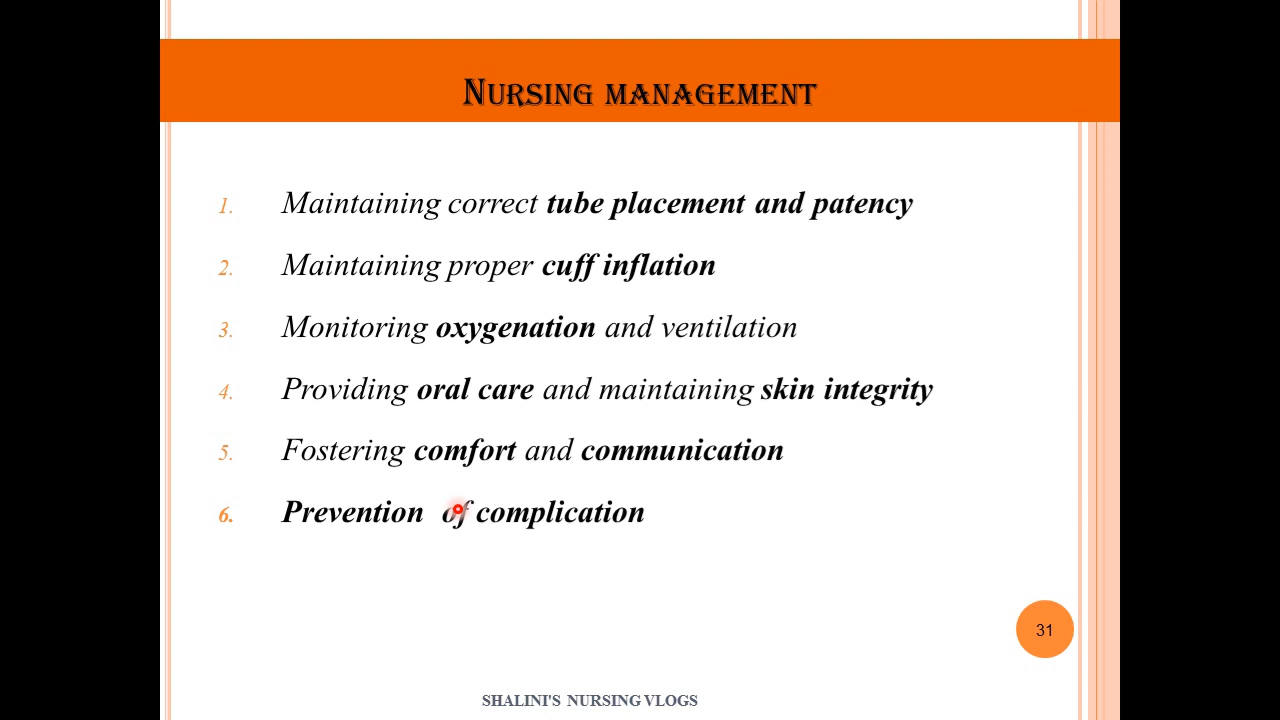 NURSING MANAGEMENT
1. Maintaining correct tube placement and patency
2. Maintaining proper cuff inflation
3. Monitoring oxygenation and ventilation
4. Providing oral care and maintaining skin integrity
5. Fostering comfort and communication
6. Prevention of complication
31
SHALINI'S NURSING VLOGS